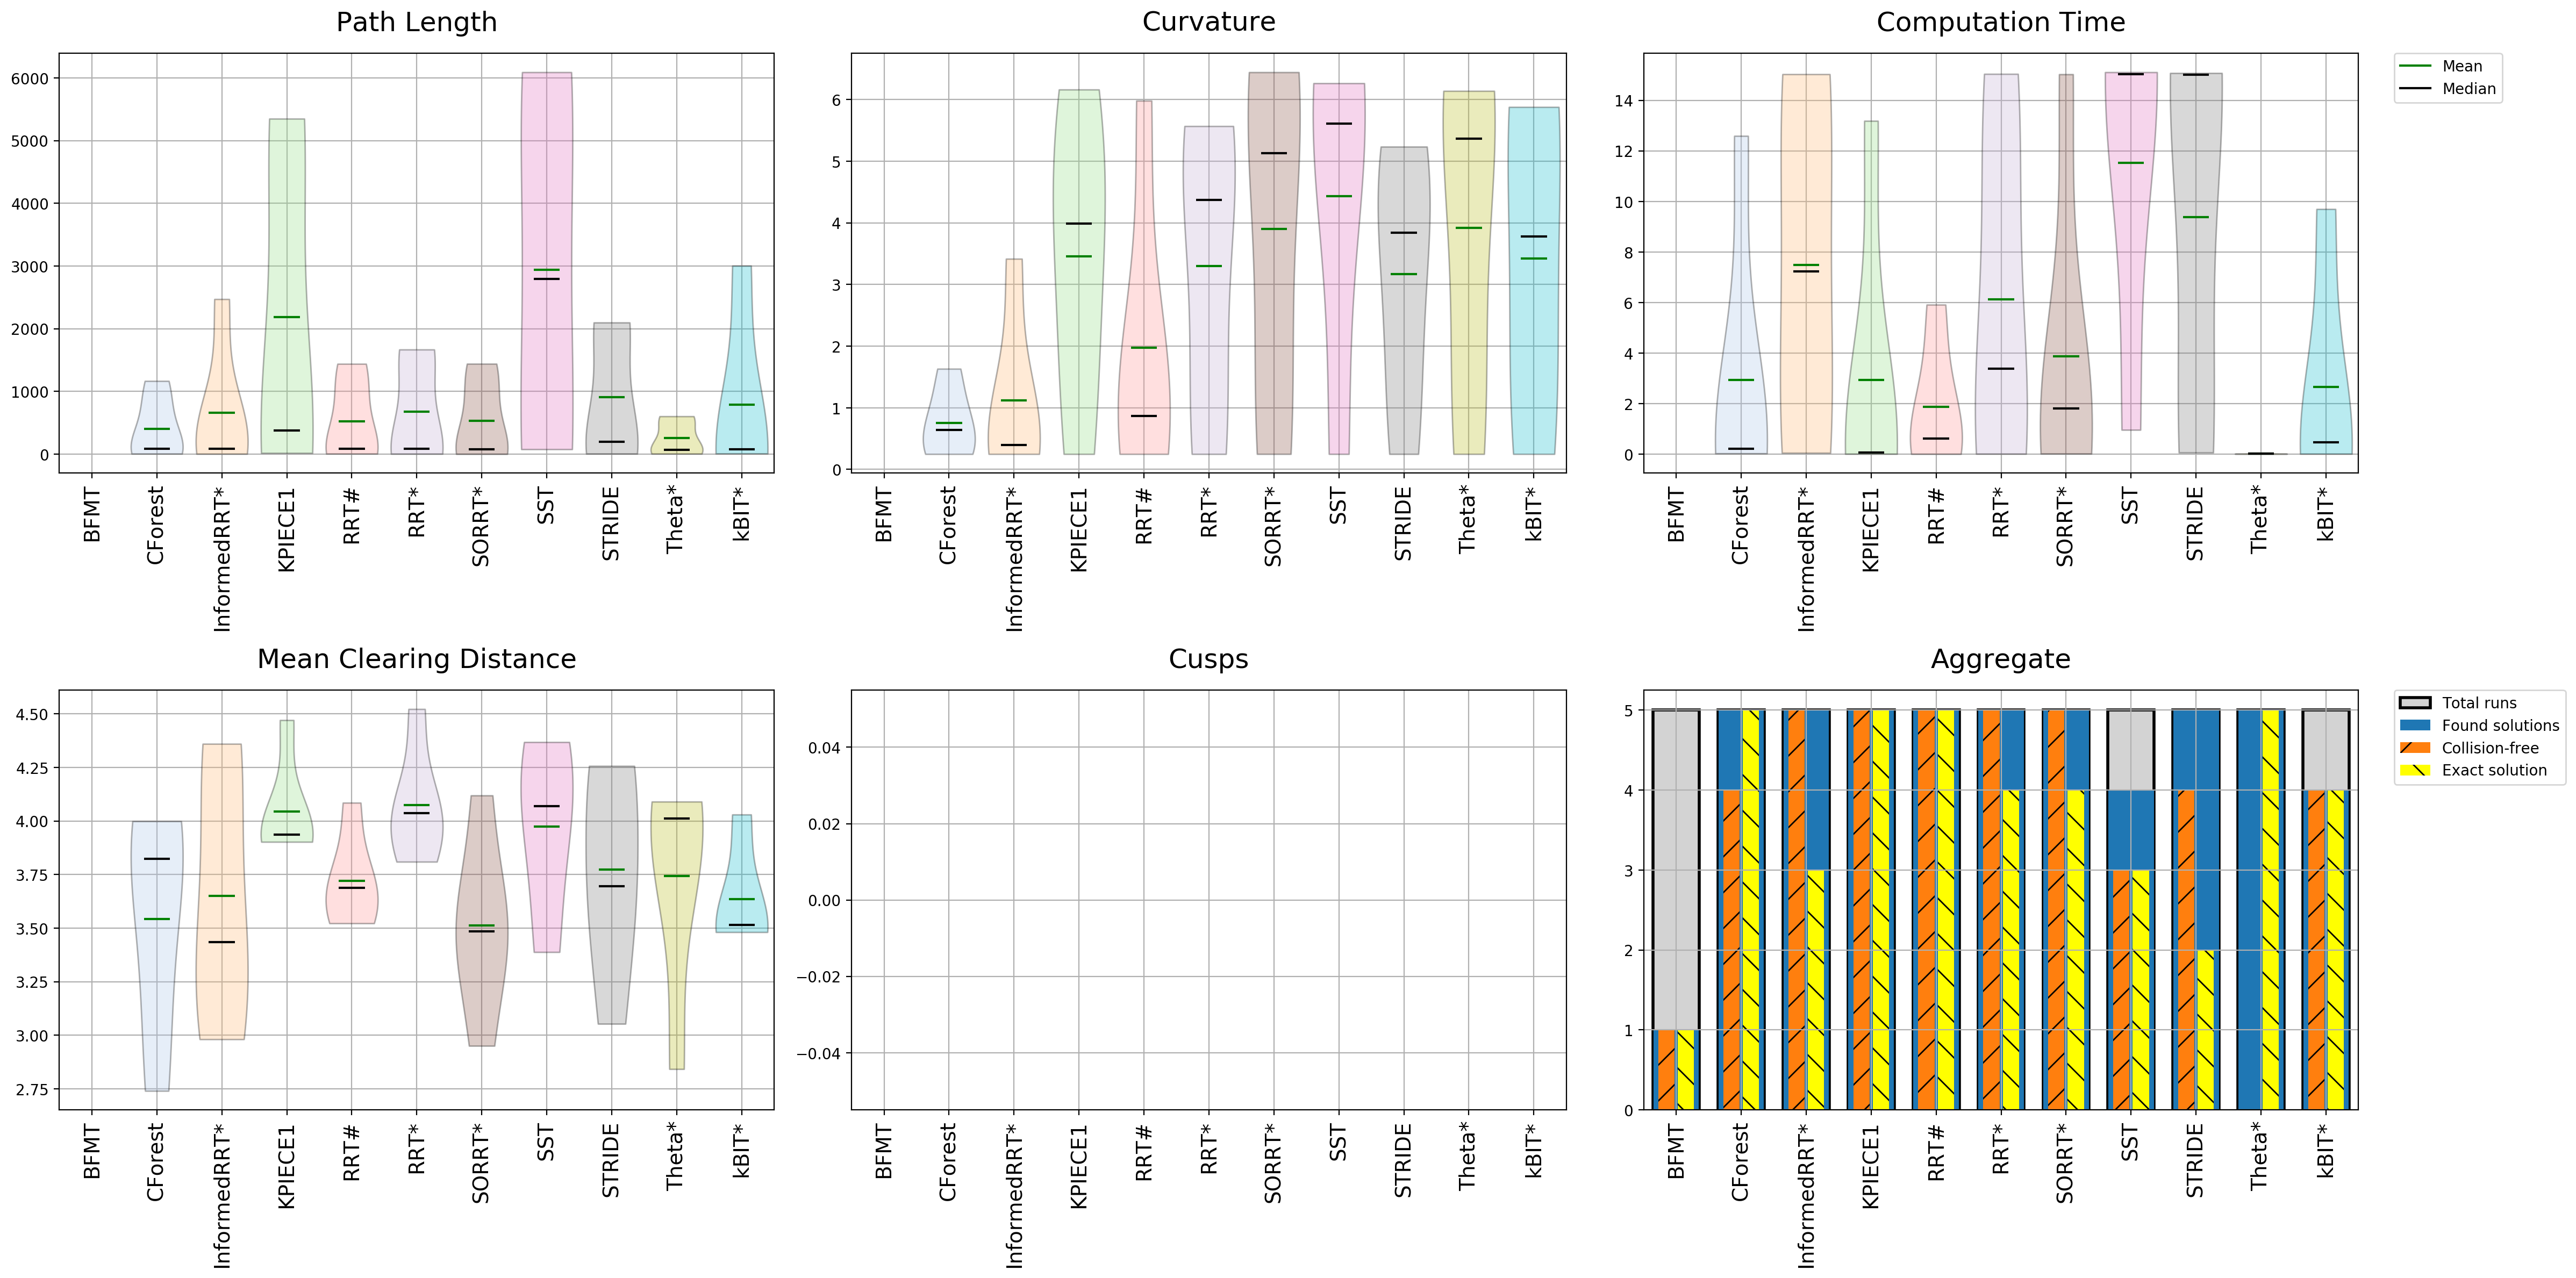 Path Length
6000
5000
4000
3000
2000
1000
0
BFMT
CForest
InformedRRT*
KPIECE1
RRT#
RRT*
SORRT*
SST
STRIDE
Theta*
kBIT*
Curvature
6
5
4
3
2
1
0
BFMT
CForest
InformedRRT*
KPIECE1
RRT#
RRT*
SORRT*
SST
STRIDE
Theta*
kBIT*
Computation Time
14
12
10
8
6
4
2
0
BFMT
CForest
InformedRRT*
KPIECE1
RRT#
RRT*
SORRT*
SST
STRIDE
Theta*
kBIT*
Mean
Median
Mean Clearing Distance
4.50
4.25
4.00
3.75
3.50
3.25
3.00
2.75
BFMT
CForest
InformedRRT*
KPIECE1
RRT#
RRT*
SORRT*
SST
STRIDE
Theta*
kBIT*
Cusps
0.04
0.02
0.00
−0.02
−0.04
BFMT
CForest
InformedRRT*
KPIECE1
RRT#
RRT*
SORRT*
SST
STRIDE
Theta*
kBIT*
Aggregate
5
4
3
2
1
0
BFMT
CForest
InformedRRT*
KPIECE1
RRT#
RRT*
SORRT*
SST
STRIDE
Theta*
kBIT*
Total runs
Found solutions
Collision-free
Exact solution